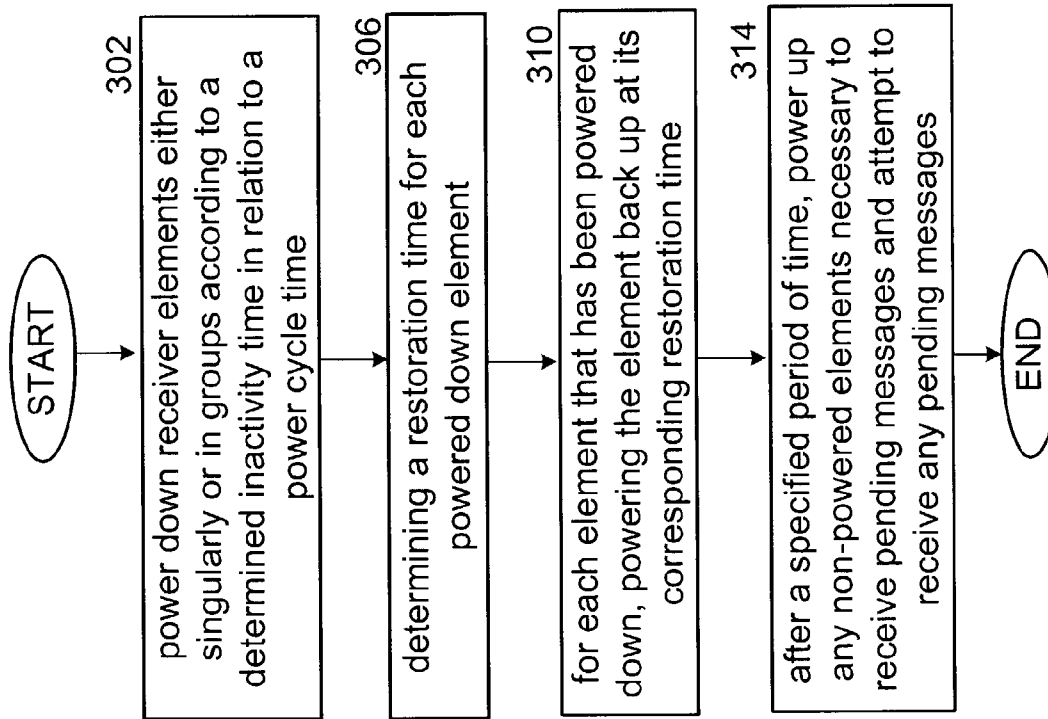 START
302
power down receiver elements either
singularly or in groups according to a
determined inactivity time in relation to a
power cycle time
306
determining a restoration time for each
powered down element
310
for each element that has been powered
down, powering the element back up at its
corresponding restoration time
314
after a specified period of time, power up
any non-powered elements necessary to
receive pending messages and attempt to
receive any pending messages
END